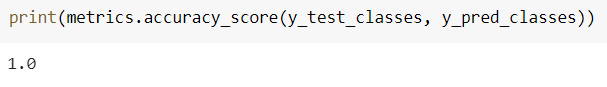 print(metrics.accuracy_score(y_test_classes, y_pred_classes))
1.0